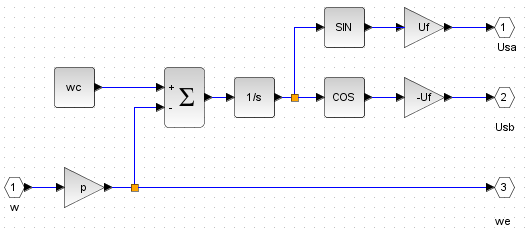 SIN
Uf
1
Usa
wc
+
-
Σ
1/s
COS
-Uf
2
Usb
1
w
p
3
we